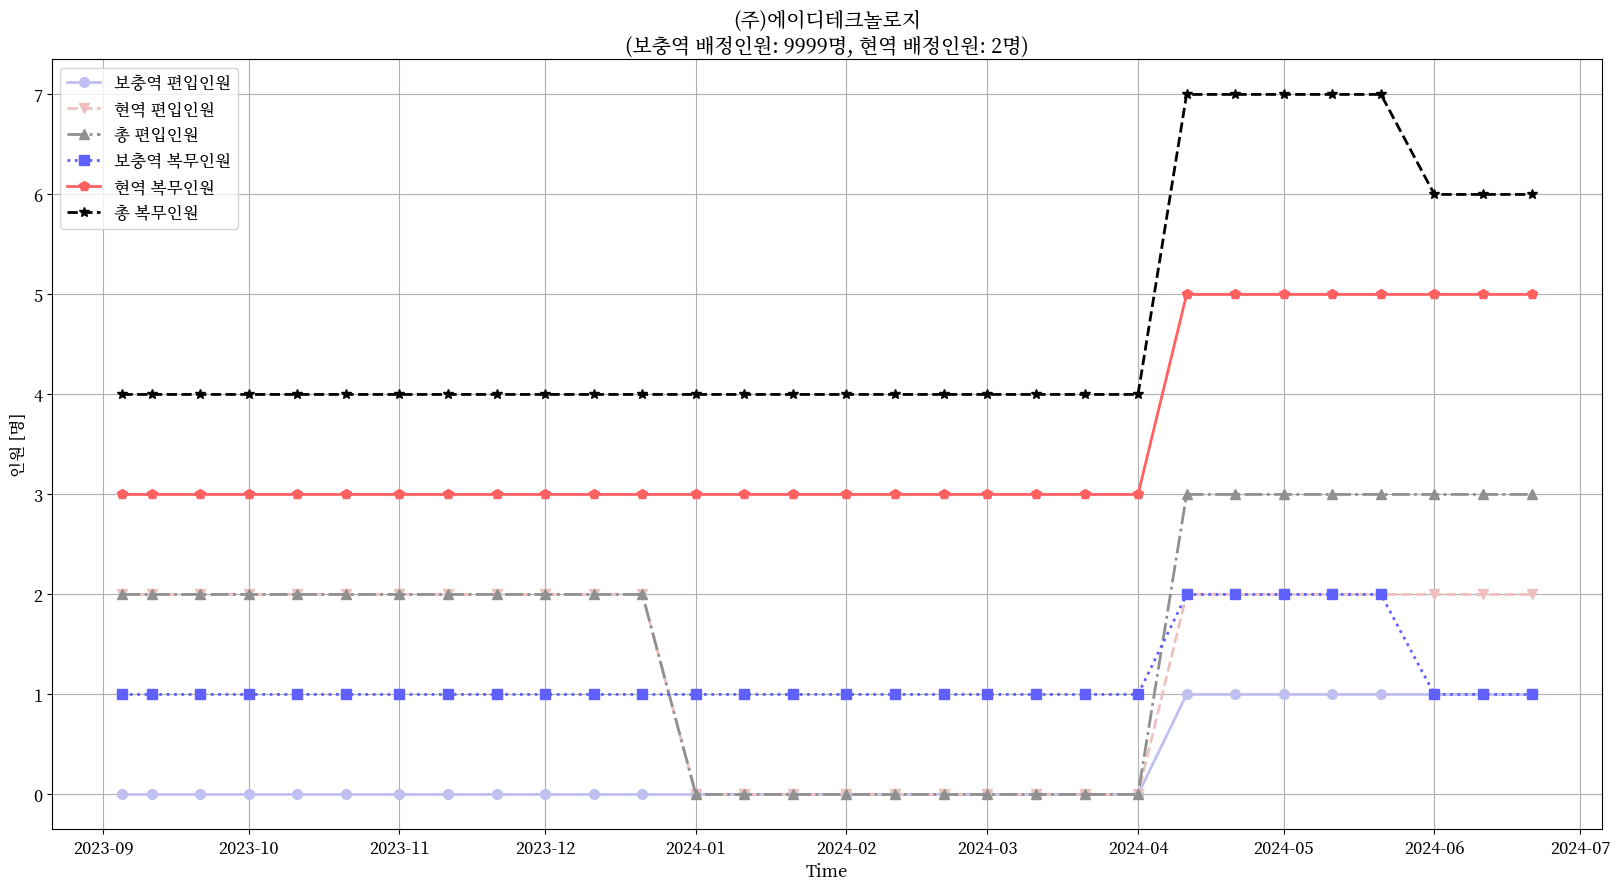 (주)에이디테크놀로지
(보충역 배정인원: 9999명, 현역 배정인원: 2명)
보충역 편입인원
현역 편입인원
총 편입인원
보충역 복무인원
현역 복무인원
총 복무인원
인원 [명]
7
6
5
4
3
2
1
0
2023-09
2023-10
2023-11
2023-12
2024-01
2024-02
2024-03
2024-04
2024-05
2024-06
2024-07
Time